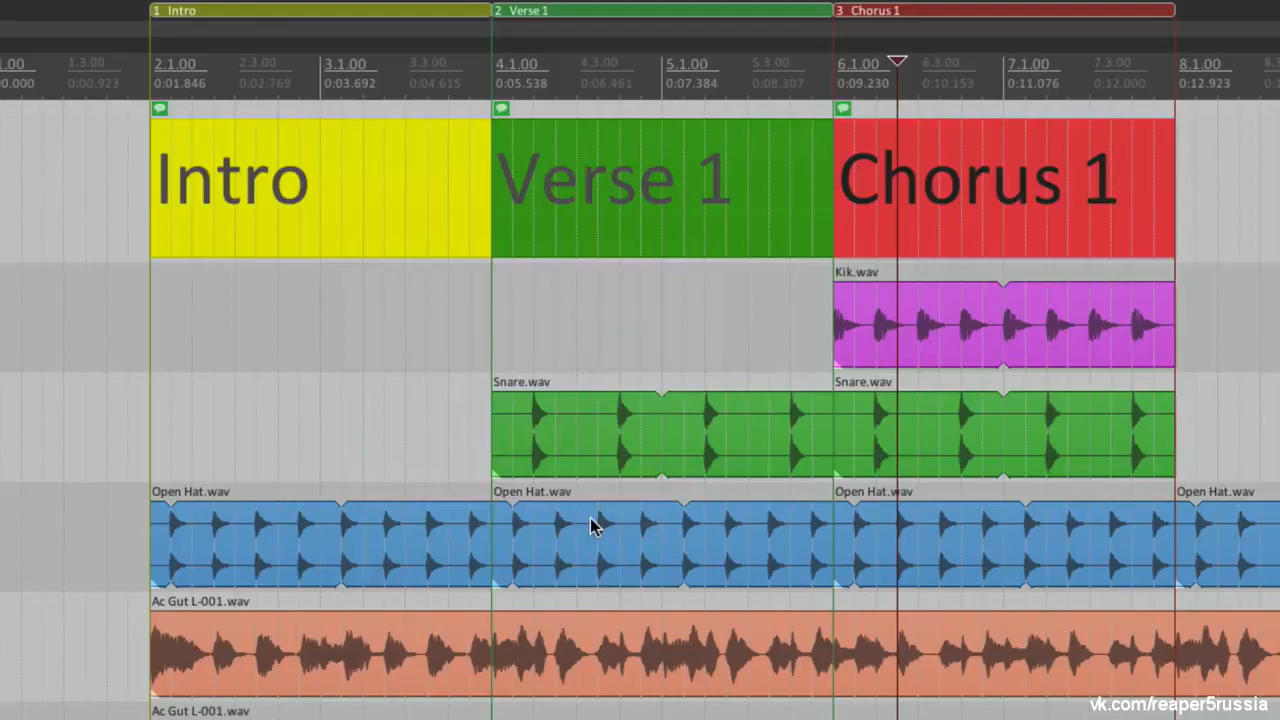 1 Intro
2 Verse 1
3 Chorus 1
1.00 1.3.00 2.1.00 2.3.00 3.1.00 3.3.00 4.1.00 4.3.00 5.1.00 5.3.00 6.1.00 6.3.00 7.1.00 7.3.00 8.1.00 8.3
0.000 0:00.923 0:01.846 0:02.769 0:03.692 0:04.615 0:05.538 0:06.461 0:07.384 0:08.307 0:09.230 0:10.153 0:11.076 0:12.000 0:12.923
Intro
Verse 1
Chorus 1
Kik.wav
Snare.wav
Snare.wav
Open Hat.wav
Open Hat.wav
Open Hat.wav
Open Hat.wav
Ac Gut L-001.wav
Ac Gut L-001.wav
vk.com/reaper5russia